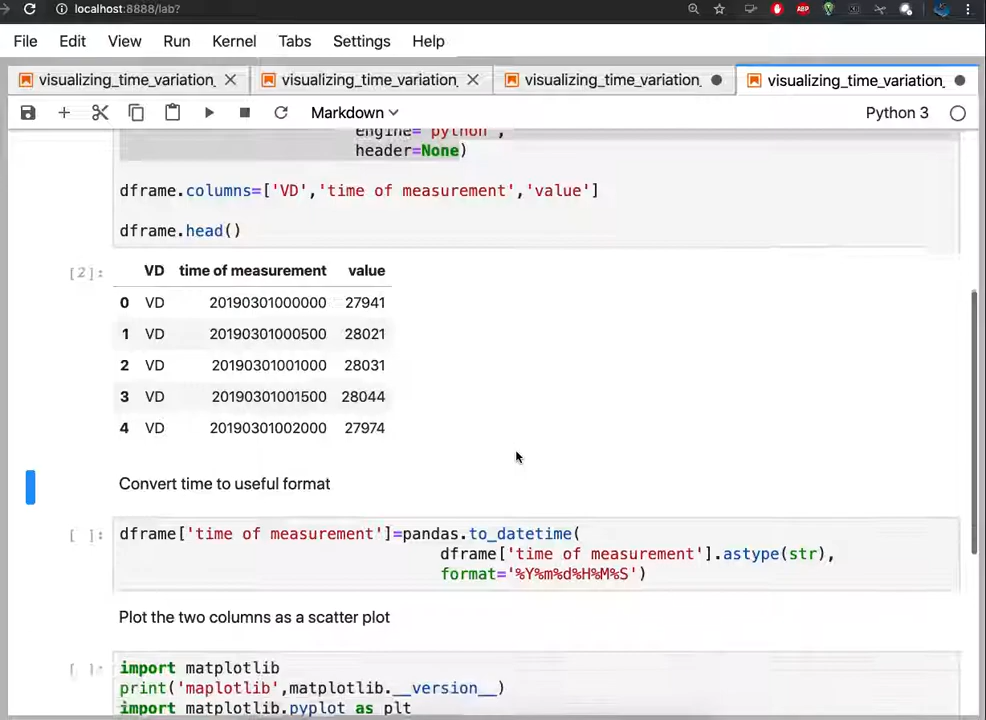 localhost:8888/lab?
ABP
File Edit View Run Kernel Tabs Settings Help
visualizing_time_variation_ visualizing_time_variation_ visualizing_time_variation_ visualizing_time_variation_
Markdown Python 3
engine='python',
header=None)
dframe.columns=['VD','time of measurement','value']
dframe.head()
[2]: VD time of measurement value
0 VD 20190301000000 27941
1 VD 20190301000500 28021
2 VD 20190301001000 28031
3 VD 20190301001500 28044
4 VD 20190301002000 27974
Convert time to useful format
[ ]: dframe['time of measurement']=pandas.to_datetime(
dframe['time of measurement'].astype(str),
format='%Y%m%d%H%M%S')
Plot the two columns as a scatter plot
[ ]: import matplotlib
print('maplotlib',matplotlib.__version__)
import matplotlib.pyplot as plt